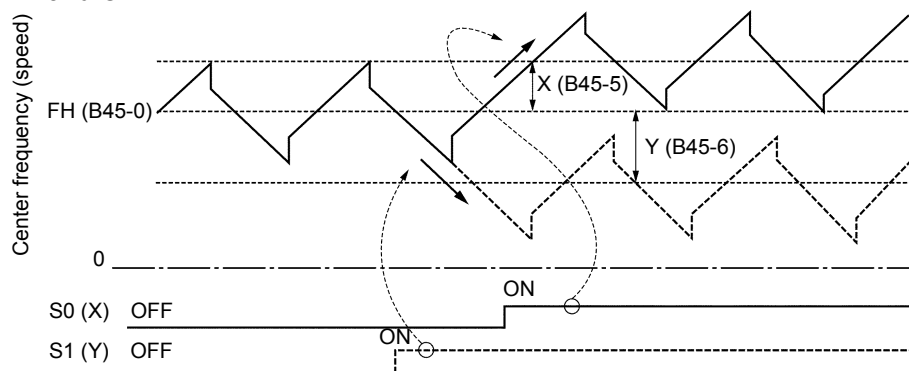 Center frequency (speed)
X (B45-5)
FH (B45-0)
Y (B45-6)
0
ON
S0 (X) OFF
ON
S1 (Y) OFF